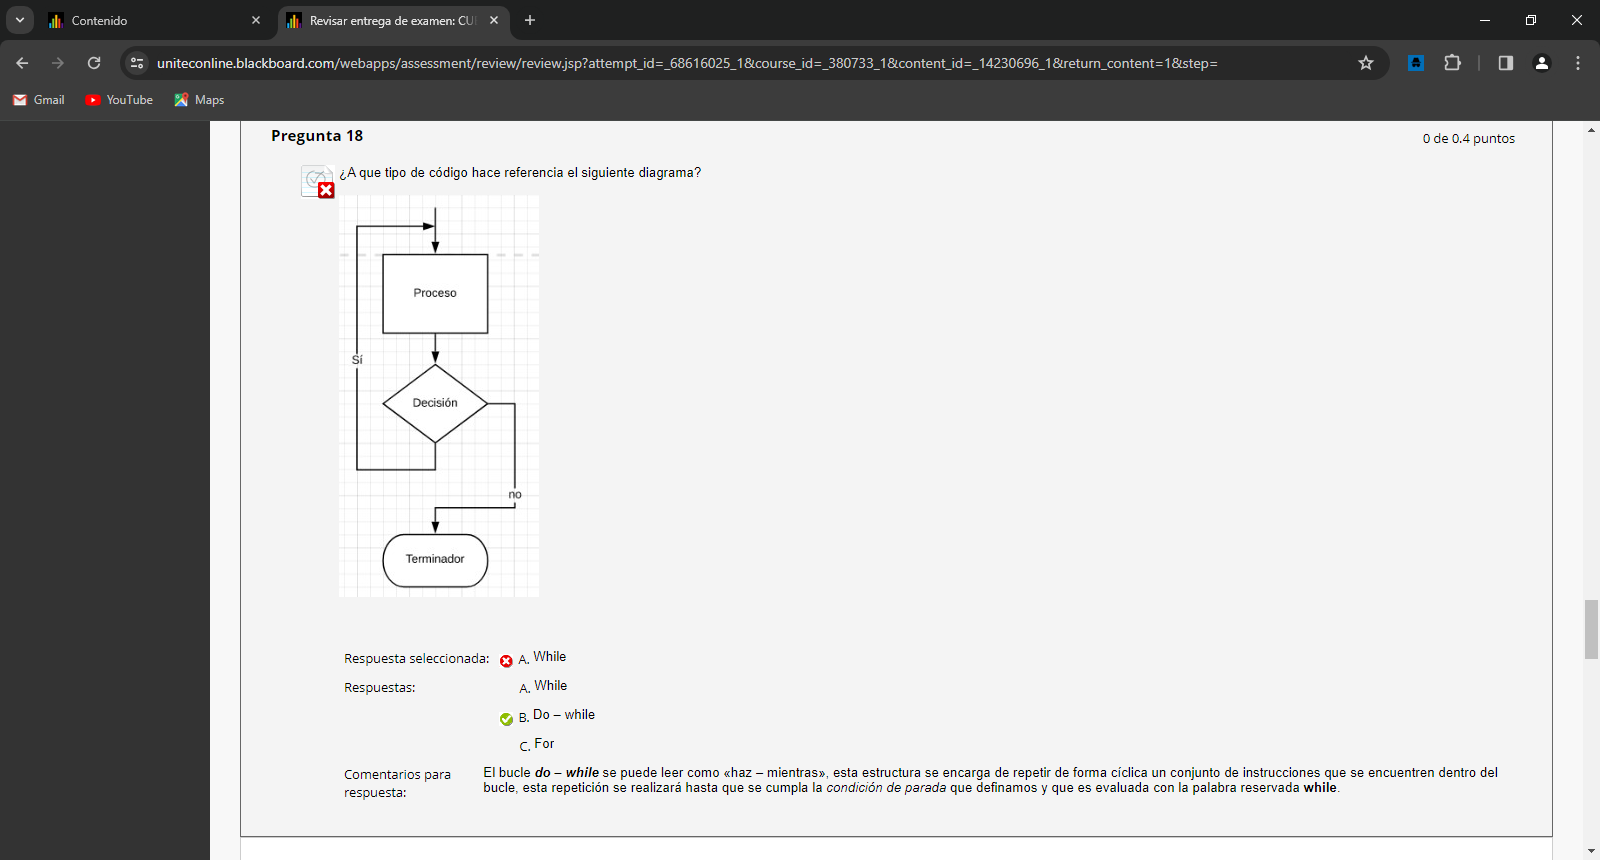 Contenido
Revisar entrega de examen: CU
uniteconline.blackboard.com/webapps/assessment/review/review.jsp?attempt_id=_68616025_1&course_id=_380733_1&content_id=_14230696_1&return_content=1&step=
Gmail
YouTube
Maps
Pregunta 18
0 de 0.4 puntos
¿A que tipo de código hace referencia el siguiente diagrama?
Proceso
Sí
Decisión
no
Terminador
Respuesta seleccionada: A. While
Respuestas: A. While
B. Do – while
C. For
Comentarios para respuesta:
El bucle do – while se puede leer como «haz – mientras», esta estructura se encarga de repetir de forma cíclica un conjunto de instrucciones que se encuentren dentro del
bucle, esta repetición se realizará hasta que se cumpla la condición de parada que definamos y que es evaluada con la palabra reservada while.